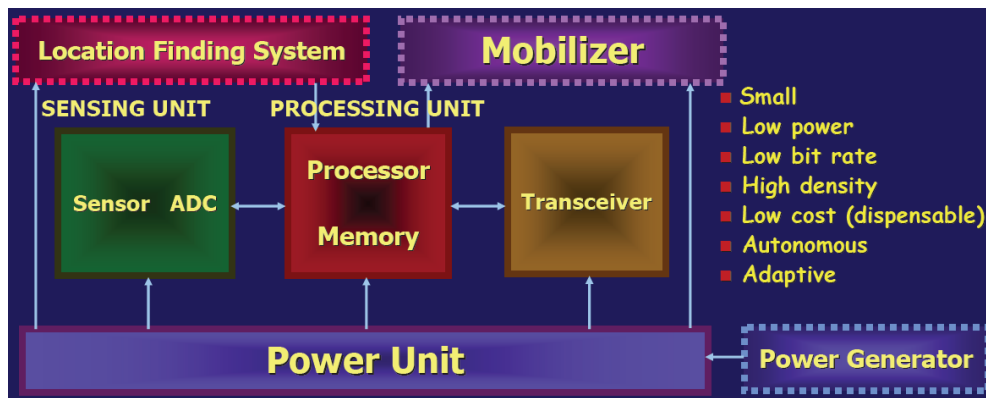 Location Finding System
Mobilizer
SENSING UNIT
PROCESSING UNIT
Small
Low power
Low bit rate
High density
Low cost (dispensable)
Autonomous
Adaptive
Sensor ADC
Processor
Memory
Transceiver
Power Unit
Power Generator